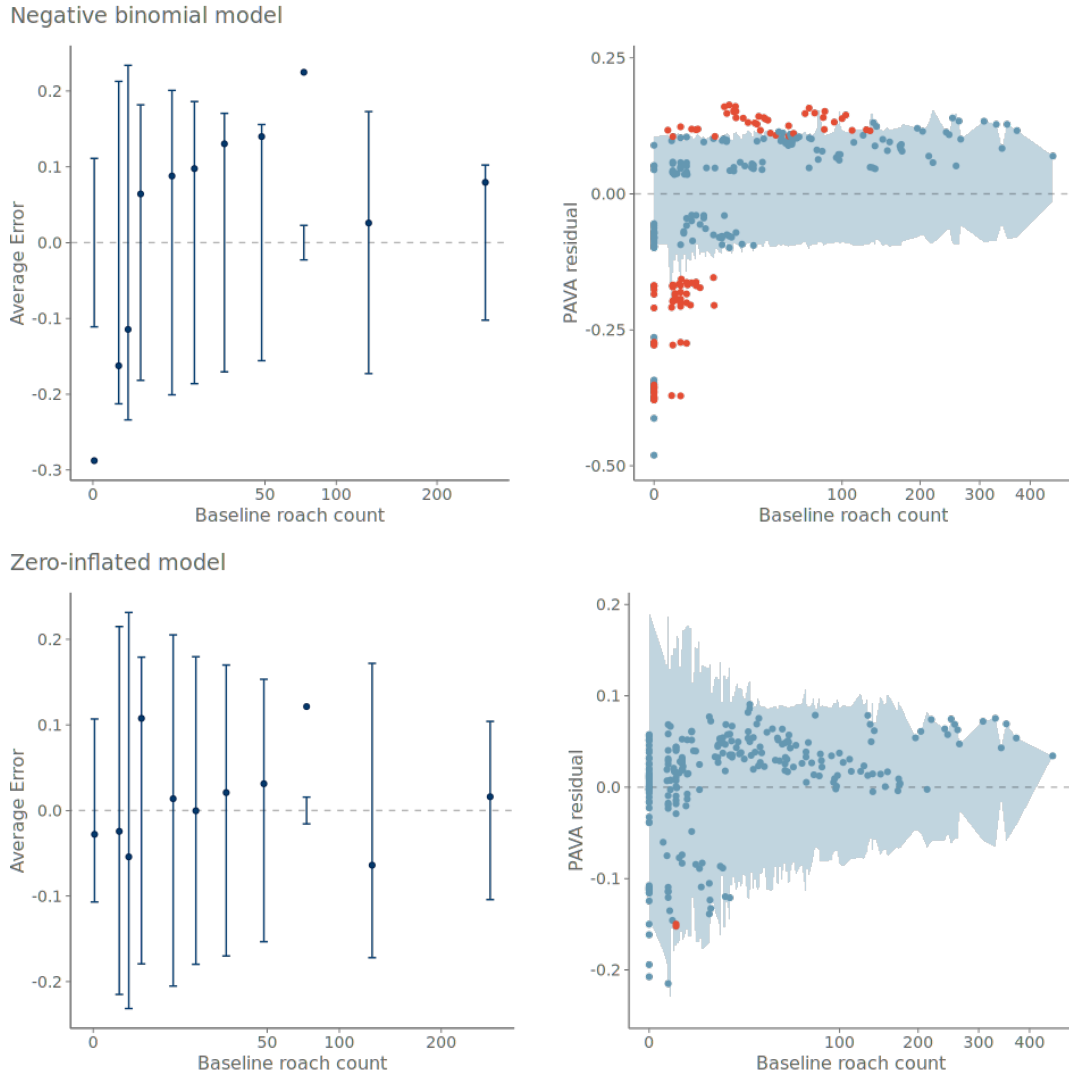 Negative binomial model
Average Error
0.2
0.1
0.0
-0.1
-0.2
-0.3
0 50 100 200
Baseline roach count
PAVA residual
0.25
0.00
-0.25
-0.50
0 100 200 300 400
Baseline roach count
Zero-inflated model
Average Error
0.2
0.1
0.0
-0.1
-0.2
0 50 100 200
Baseline roach count
PAVA residual
0.2
0.1
0.0
-0.1
-0.2
0 100 200 300 400
Baseline roach count